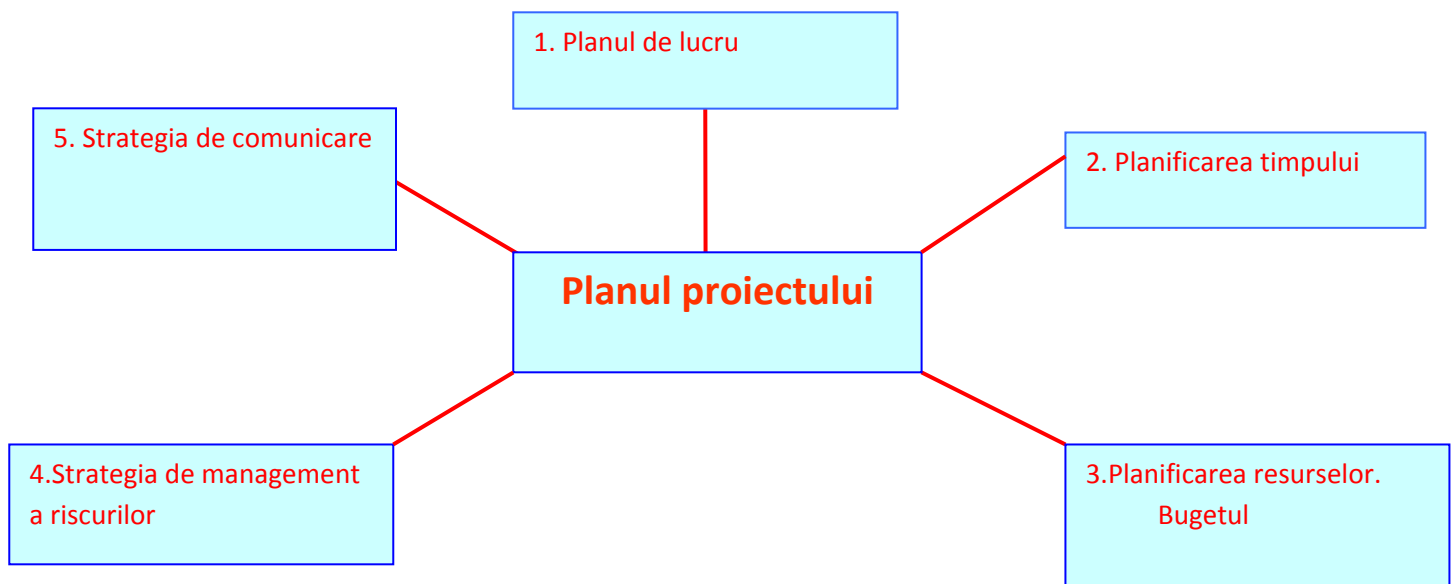 1. Planul de lucru
5. Strategia de comunicare
2. Planificarea timpului
Planul proiectului
4.Strategia de management
a riscurilor
3.Planificarea resurselor.
Bugetul